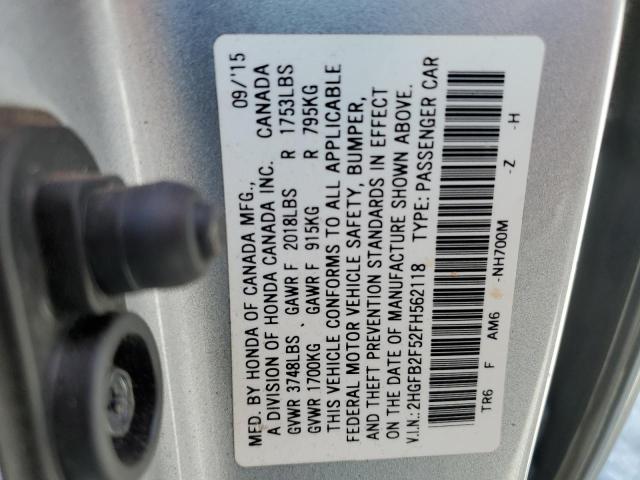 MED. BY HONDA OF CANADA MFG., 09/'15
A DIVISION OF HONDA CANADA INC. CANADA
GVWR 3748LBS GAWR F 2018LBS R 1753LBS
GVWR 1700KG GAWR F 915KG R 795KG
THIS VEHICLE CONFORMS TO ALL APPLICABLE
FEDERAL MOTOR VEHICLE SAFETY, BUMPER,
AND THEFT PREVENTION STANDARDS IN EFFECT
ON THE DATE OF MANUFACTURE SHOWN ABOVE.
V.I.N.: 2HGFB2F52FH562118 TYPE: PASSENGER CAR
TR6 F AM6 -NH700M -Z -H